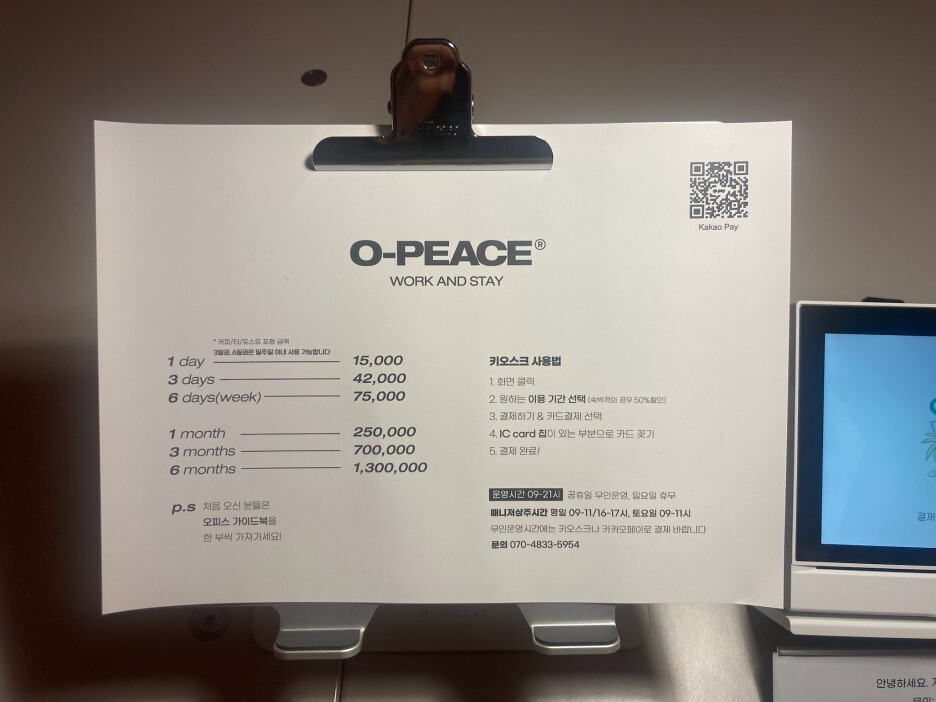 Kakao Pay
O-PEACE®
WORK AND STAY
* 커피/티/토스트 포함 금액
3일권, 6일권은 일주일 이내 사용 가능합니다
1 day 15,000
3 days 42,000
6 days(week) 75,000
1 month 250,000
3 months 700,000
6 months 1,300,000
p.s 처음 오신 분들은
오피스 가이드북을
한 부씩 가져가세요!
키오스크 사용법
1. 화면 클릭
2. 원하는 이용 기간 선택 (숙박객의 경우 50%할인)
3. 결제하기 & 카드결제 선택
4. IC card 칩이 있는 부분으로 카드 꽂기
5. 결제 완료!
운영시간 09-21시 공휴일 무인운영, 일요일 휴무
매니저상주시간 평일 09-11/16-17시, 토요일 09-11시
무인운영시간에는 키오스크나 카카오페이로 결제 바랍니다
문의 070-4833-5954
결제
안녕하세요.